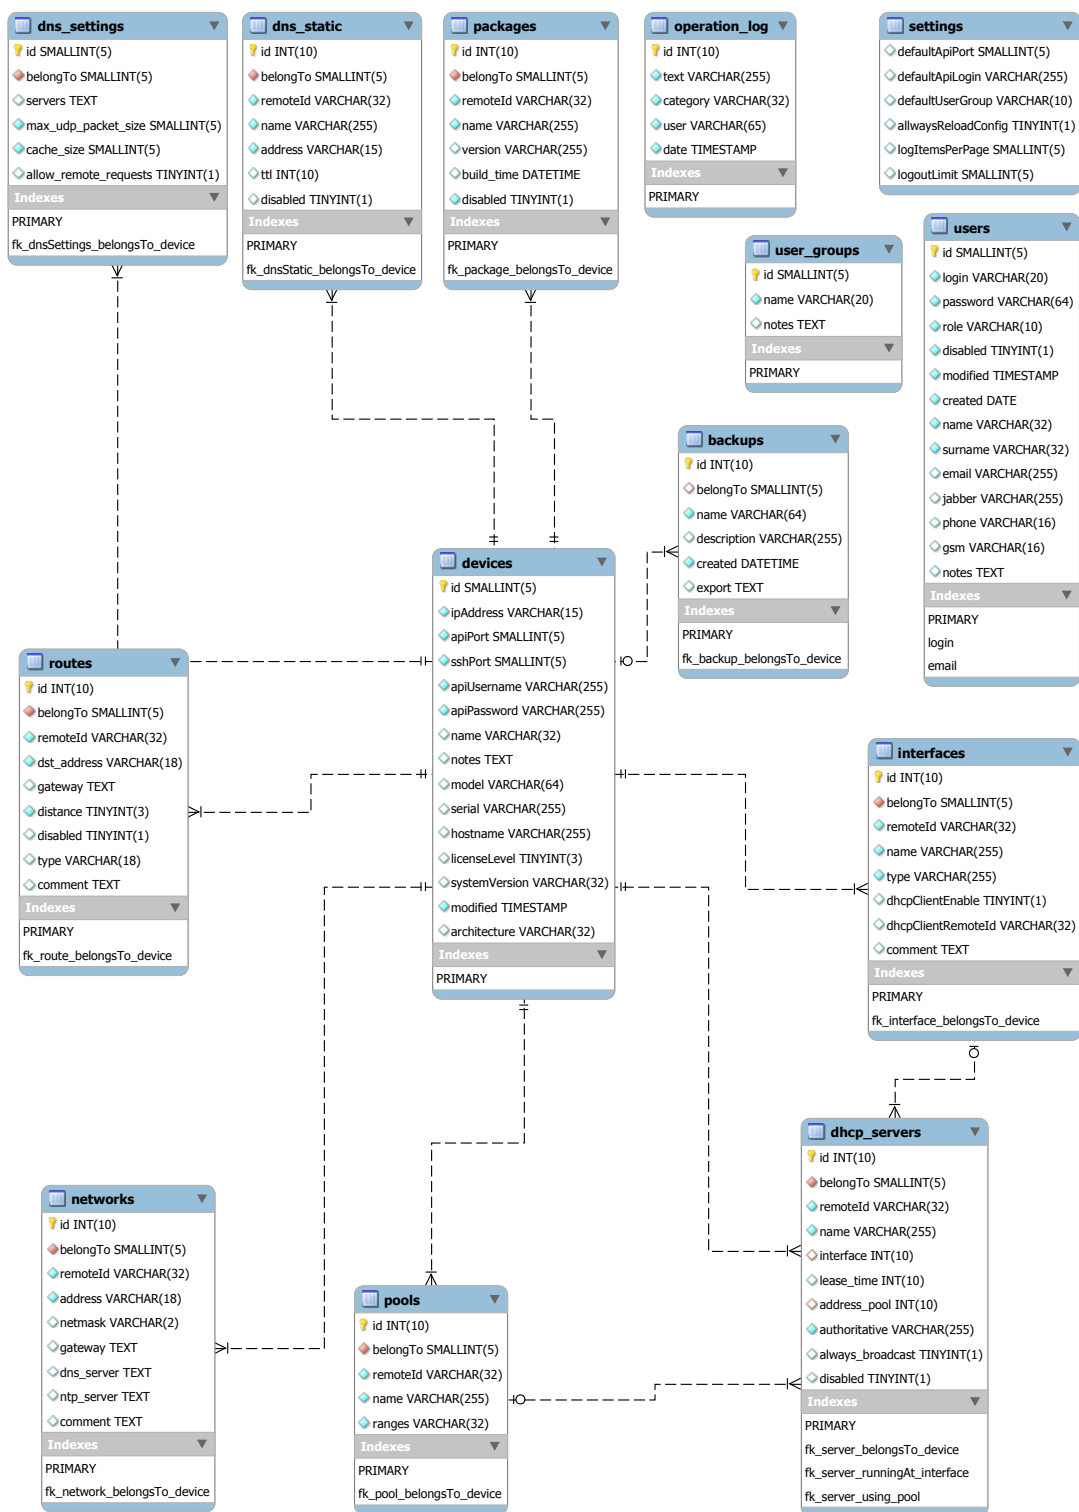 dns_settings
id SMALLINT(5)
belongTo SMALLINT(5)
servers TEXT
max_udp_packet_size SMALLINT(5)
cache_size SMALLINT(5)
allow_remote_requests TINYINT(1)
Indexes
PRIMARY
fk_dnsSettings_belongsTo_device
dns_static
id INT(10)
belongTo SMALLINT(5)
remoteId VARCHAR(32)
name VARCHAR(255)
address VARCHAR(15)
ttl INT(10)
disabled TINYINT(1)
Indexes
PRIMARY
fk_dnsStatic_belongsTo_device
packages
id INT(10)
belongTo SMALLINT(5)
remoteId VARCHAR(32)
name VARCHAR(255)
version VARCHAR(255)
build_time DATETIME
disabled TINYINT(1)
Indexes
PRIMARY
fk_package_belongsTo_device
operation_log
id INT(10)
text VARCHAR(255)
category VARCHAR(32)
user VARCHAR(65)
date TIMESTAMP
Indexes
PRIMARY
settings
defaultApiPort SMALLINT(5)
defaultApiLogin VARCHAR(255)
defaultUserGroup VARCHAR(10)
allwaysReloadConfig TINYINT(1)
logItemsPerPage SMALLINT(5)
logoutLimit SMALLINT(5)
user_groups
id SMALLINT(5)
name VARCHAR(20)
notes TEXT
Indexes
PRIMARY
users
id SMALLINT(5)
login VARCHAR(20)
password VARCHAR(64)
role VARCHAR(10)
disabled TINYINT(1)
modified TIMESTAMP
created DATE
name VARCHAR(32)
surname VARCHAR(32)
email VARCHAR(255)
jabber VARCHAR(255)
phone VARCHAR(16)
gsm VARCHAR(16)
notes TEXT
Indexes
PRIMARY
login
email
backups
id INT(10)
belongTo SMALLINT(5)
name VARCHAR(64)
description VARCHAR(255)
created DATETIME
export TEXT
Indexes
PRIMARY
fk_backup_belongsTo_device
devices
id SMALLINT(5)
ipAddress VARCHAR(15)
apiPort SMALLINT(5)
sshPort SMALLINT(5)
apiUsername VARCHAR(255)
apiPassword VARCHAR(255)
name VARCHAR(32)
notes TEXT
model VARCHAR(64)
serial VARCHAR(255)
hostname VARCHAR(255)
licenseLevel TINYINT(3)
systemVersion VARCHAR(32)
modified TIMESTAMP
architecture VARCHAR(32)
Indexes
PRIMARY
routes
id INT(10)
belongTo SMALLINT(5)
remoteId VARCHAR(32)
dst_address VARCHAR(18)
gateway TEXT
distance TINYINT(3)
disabled TINYINT(1)
type VARCHAR(18)
comment TEXT
Indexes
PRIMARY
fk_route_belongsTo_device
interfaces
id INT(10)
belongTo SMALLINT(5)
remoteId VARCHAR(32)
name VARCHAR(255)
type VARCHAR(255)
dhcpClientEnable TINYINT(1)
dhcpClientRemoteId VARCHAR(32)
comment TEXT
Indexes
PRIMARY
fk_interface_belongsTo_device
dhcp_servers
id INT(10)
belongTo SMALLINT(5)
remoteId VARCHAR(32)
name VARCHAR(255)
interface INT(10)
lease_time INT(10)
address_pool INT(10)
authoritative VARCHAR(255)
always_broadcast TINYINT(1)
disabled TINYINT(1)
Indexes
PRIMARY
fk_server_belongsTo_device
fk_server_runningAt_interface
fk_server_using_pool
networks
id INT(10)
belongTo SMALLINT(5)
remoteId VARCHAR(32)
address VARCHAR(18)
netmask VARCHAR(2)
gateway TEXT
dns_server TEXT
ntp_server TEXT
comment TEXT
Indexes
PRIMARY
fk_network_belongsTo_device
pools
id INT(10)
belongTo SMALLINT(5)
remoteId VARCHAR(32)
name VARCHAR(255)
ranges VARCHAR(32)
Indexes
PRIMARY
fk_pool_belongsTo_device